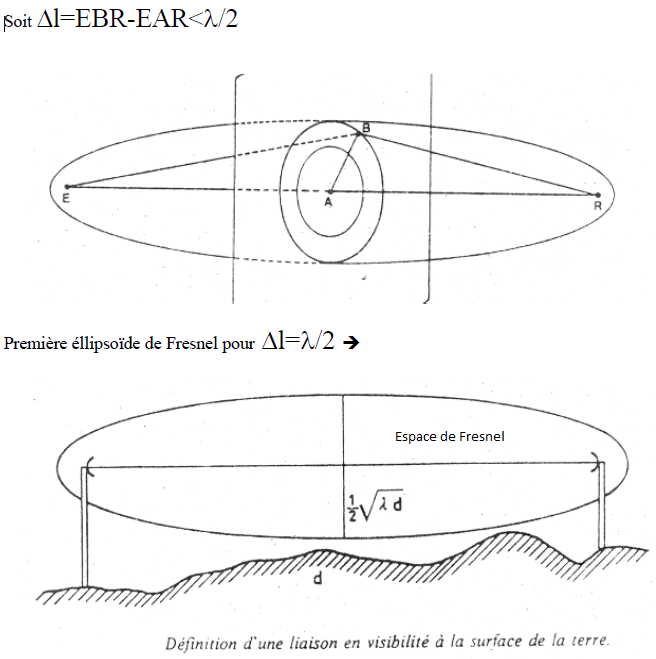 Soit Δl=EBR-EAR<λ/2
B
E
A
R
Première éllipsoïde de Fresnel pour Δl=λ/2 →
Espace de Fresnel
½√λd
d
Définition d'une liaison en visibilité à la surface de la terre.